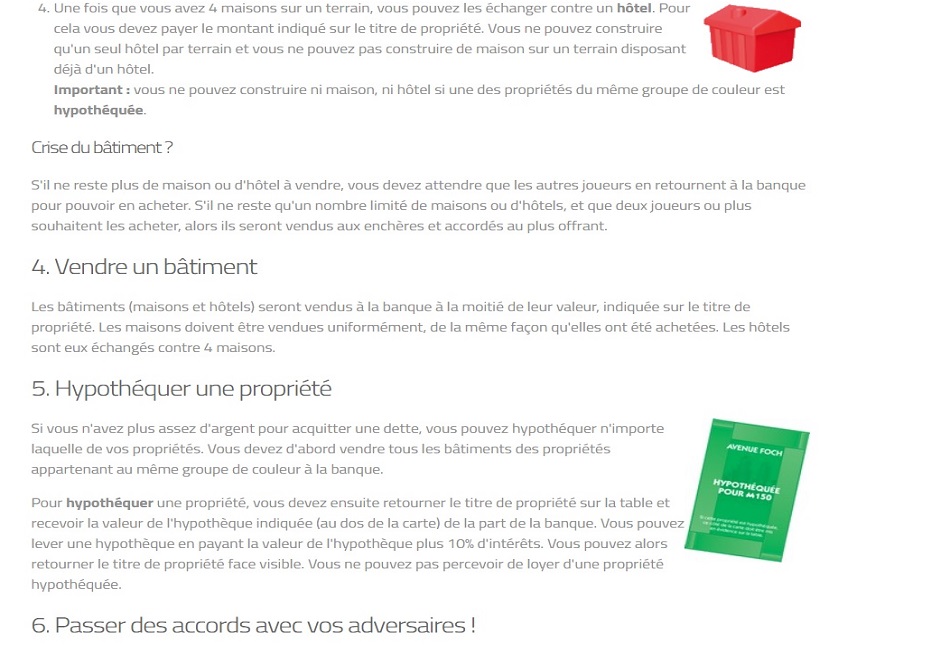 4. Une fois que vous avez 4 maisons sur un terrain, vous pouvez les échanger contre un hôtel. Pour
cela vous devez payer le montant indiqué sur le titre de propriété. Vous ne pouvez construire
qu'un seul hôtel par terrain et vous ne pouvez pas construire de maison sur un terrain disposant
déjà d'un hôtel.
Important : vous ne pouvez construire ni maison, ni hôtel si une des propriétés du même groupe de couleur est
hypothéquée.
Crise du bâtiment ?
S'il ne reste plus de maison ou d'hôtel à vendre, vous devez attendre que les autres joueurs en retournent à la banque
pour pouvoir en acheter. S'il ne reste qu'un nombre limité de maisons ou d'hôtels, et que deux joueurs ou plus
souhaitent les acheter, alors ils seront vendus aux enchères et accordés au plus offrant.
4. Vendre un bâtiment
Les bâtiments (maisons et hôtels) seront vendus à la banque à la moitié de leur valeur, indiquée sur le titre de
propriété. Les maisons doivent être vendues uniformément, de la même façon qu'elles ont été achetées. Les hôtels
sont eux échangés contre 4 maisons.
5. Hypothéquer une propriété
Si vous n'avez plus assez d'argent pour acquitter une dette, vous pouvez hypothéquer n'importe
laquelle de vos propriétés. Vous devez d'abord vendre tous les bâtiments des propriétés
appartenant au même groupe de couleur à la banque.
Pour hypothéquer une propriété, vous devez ensuite retourner le titre de propriété sur la table et
recevoir la valeur de l'hypothèque indiquée (au dos de la carte) de la part de la banque. Vous pouvez
lever une hypothèque en payant la valeur de l'hypothèque plus 10% d'intérêts. Vous pouvez alors
retourner le titre de propriété face visible. Vous ne pouvez pas percevoir de loyer d'une propriété
hypothéquée.
AVENUE FOCH
HYPOTHÉQUÉE
POUR M150
6. Passer des accords avec vos adversaires !